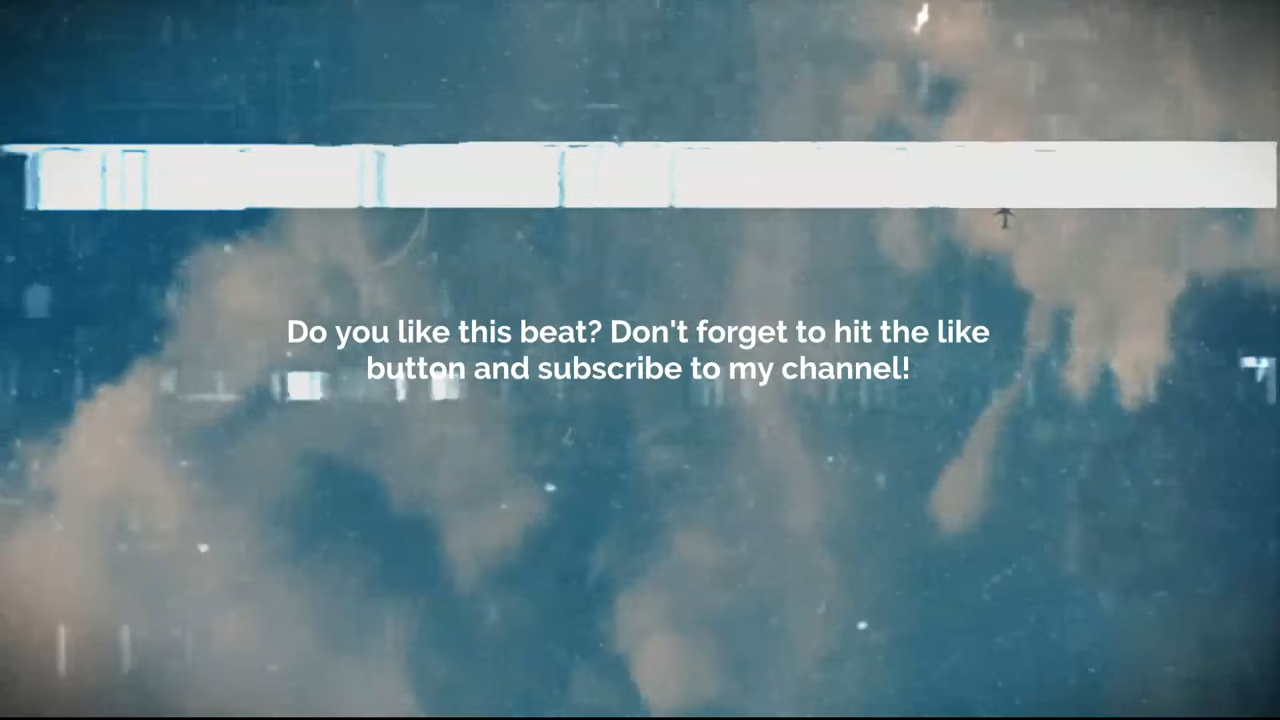 Do you like this beat? Don't forget to hit the like
button and subscribe to my channel!